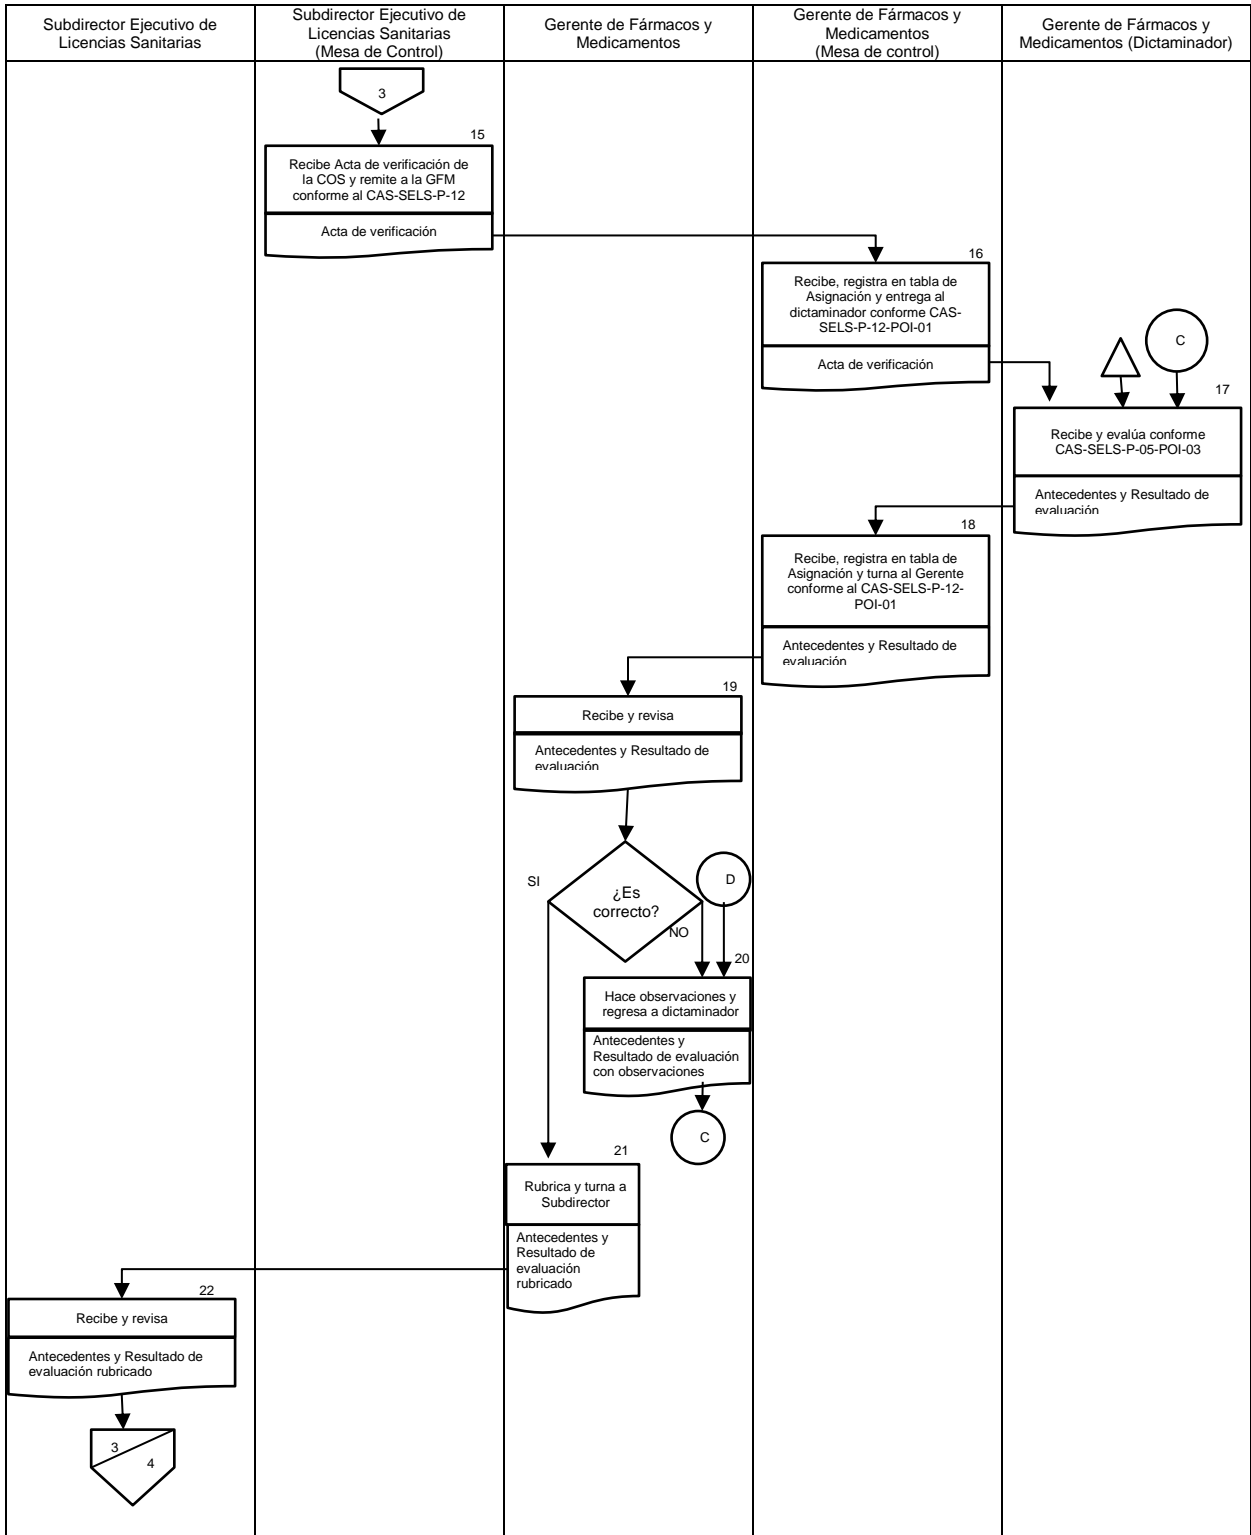 Subdirector Ejecutivo de
Licencias Sanitarias
Subdirector Ejecutivo de
Licencias Sanitarias
(Mesa de Control)
Gerente de Fármacos y
Medicamentos
Gerente de Fármacos y
Medicamentos
(Mesa de control)
Gerente de Fármacos y
Medicamentos (Dictaminador)
3
15
Recibe Acta de verificación de
la COS y remite a la GFM
conforme al CAS-SELS-P-12
Acta de verificación
16
Recibe, registra en tabla de
Asignación y entrega al
dictaminador conforme CAS-
SELS-P-12-POI-01
Acta de verificación
C
17
Recibe y evalúa conforme
CAS-SELS-P-05-POI-03
Antecedentes y Resultado de
evaluación
18
Recibe, registra en tabla de
Asignación y turna al Gerente
conforme al CAS-SELS-P-12-
POI-01
Antecedentes y Resultado de
evaluación
19
Recibe y revisa
Antecedentes y Resultado de
evaluación
SI
¿Es
correcto?
NO
D
20
Hace observaciones y
regresa a dictaminador
Antecedentes y
Resultado de evaluación
con observaciones
C
21
Rubrica y turna a
Subdirector
Antecedentes y
Resultado de
evaluación
rubricado
22
Recibe y revisa
Antecedentes y Resultado de
evaluación rubricado
3
4